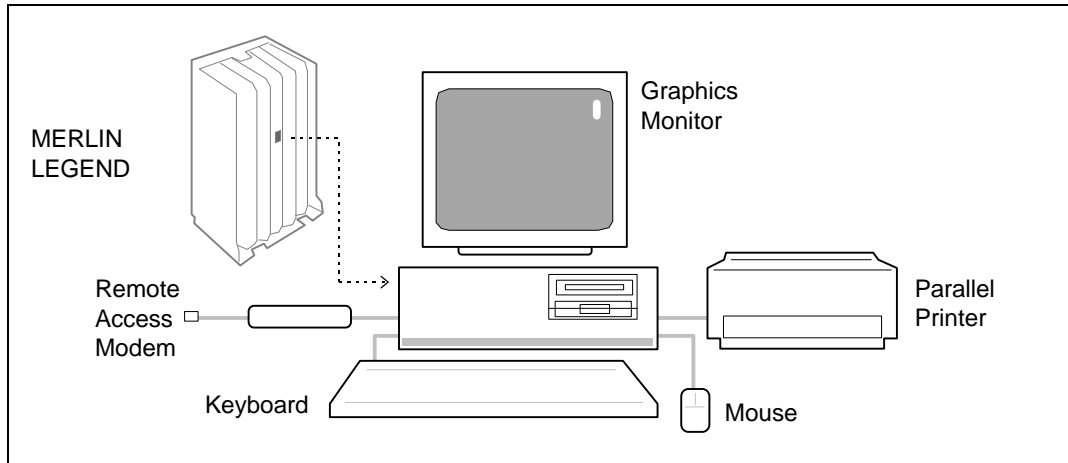 Graphics
Monitor
MERLIN
LEGEND
Remote
Access
Modem
Parallel
Printer
Keyboard
Mouse